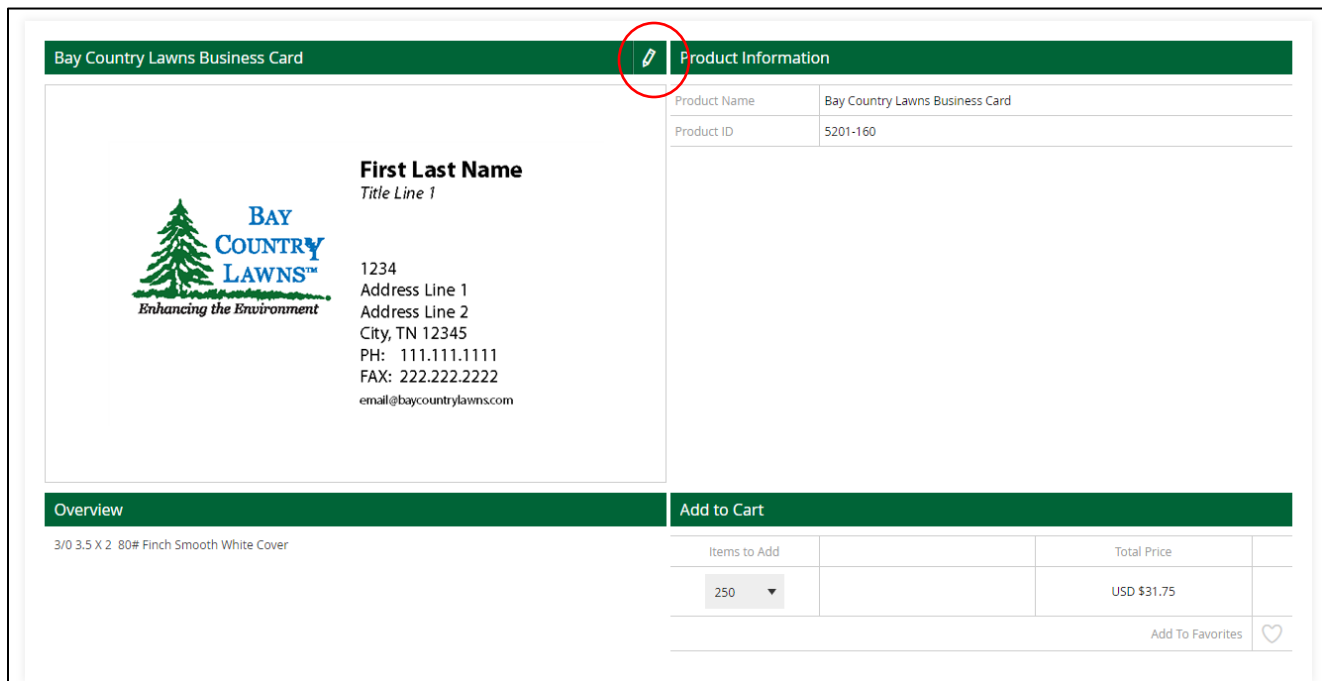 Bay Country Lawns Business Card
Product Information
Product Name
Bay Country Lawns Business Card
Product ID
5201-160
BAY
COUNTRY
LAWNS™
Enhancing the Environment
First Last Name
Title Line 1
1234
Address Line 1
Address Line 2
City, TN 12345
PH: 111.111.1111
FAX: 222.222.2222
email@baycountrylawns.com
Overview
3/0 3.5 X 2 80# Finch Smooth White Cover
Add to Cart
Items to Add
Total Price
250
USD $31.75
Add To Favorites